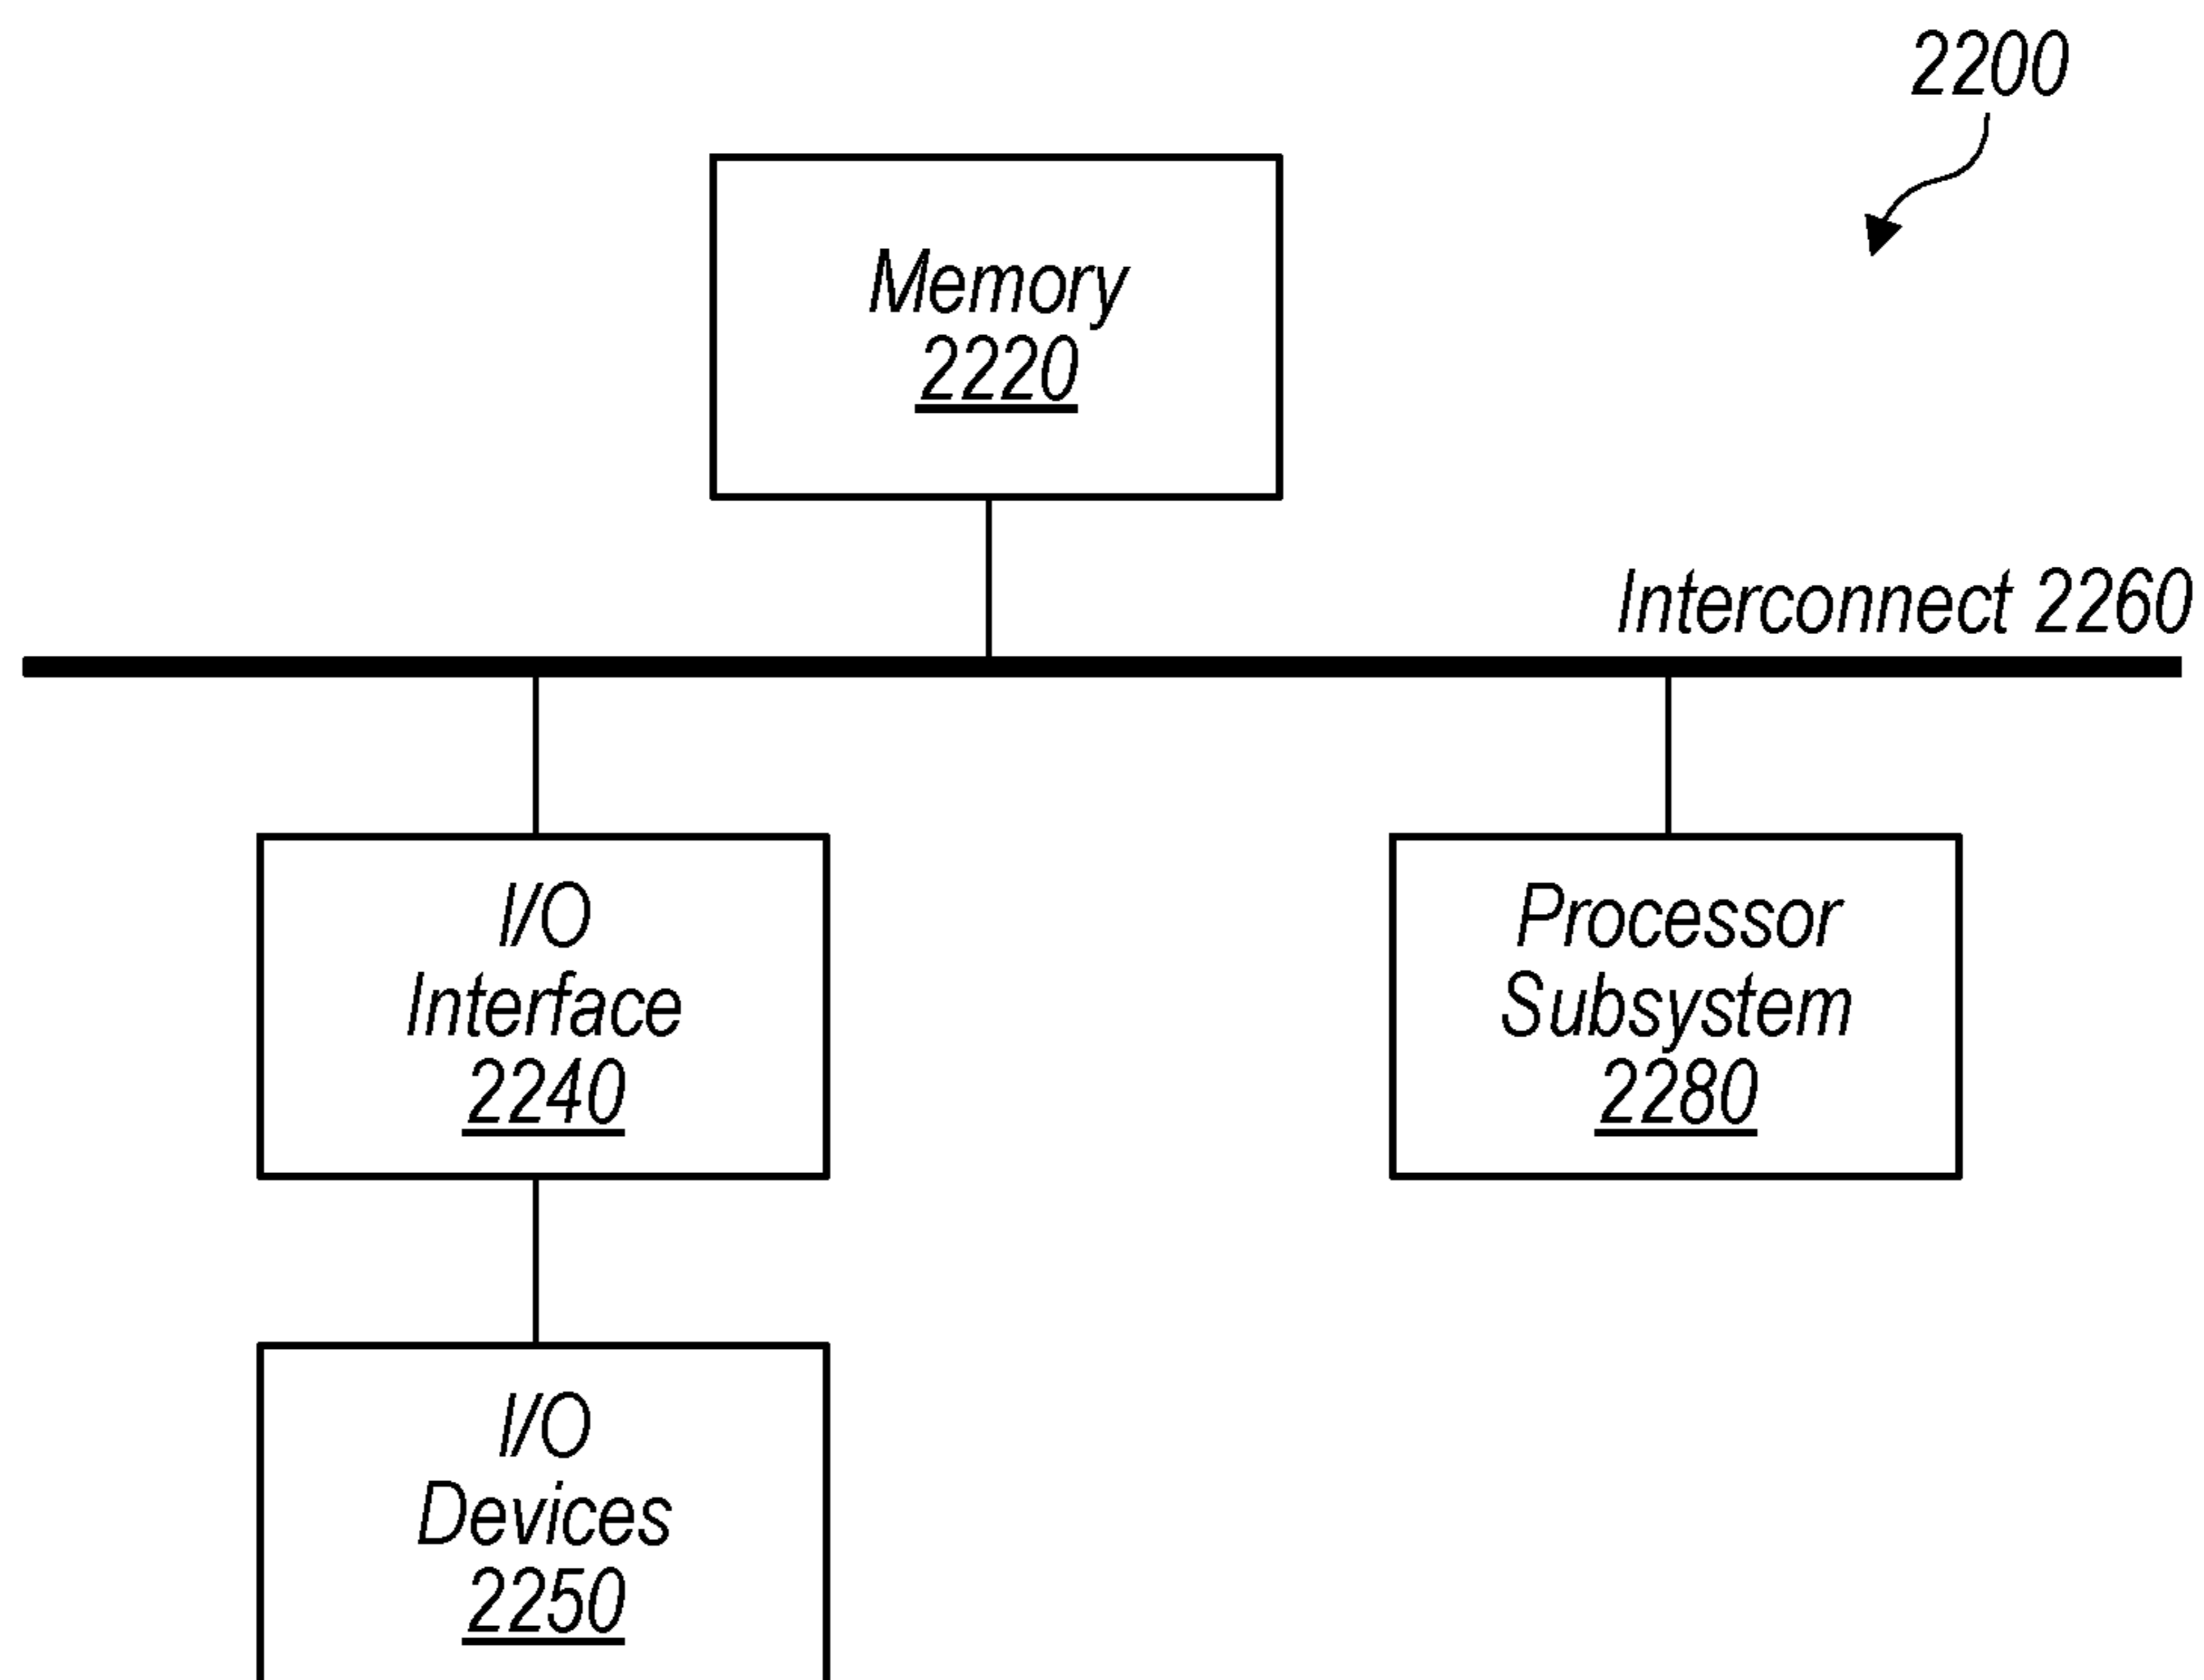 2200
Memory
2220
Interconnect 2260
I/O
Interface
2240
Processor
Subsystem
2280
I/O
Devices
2250